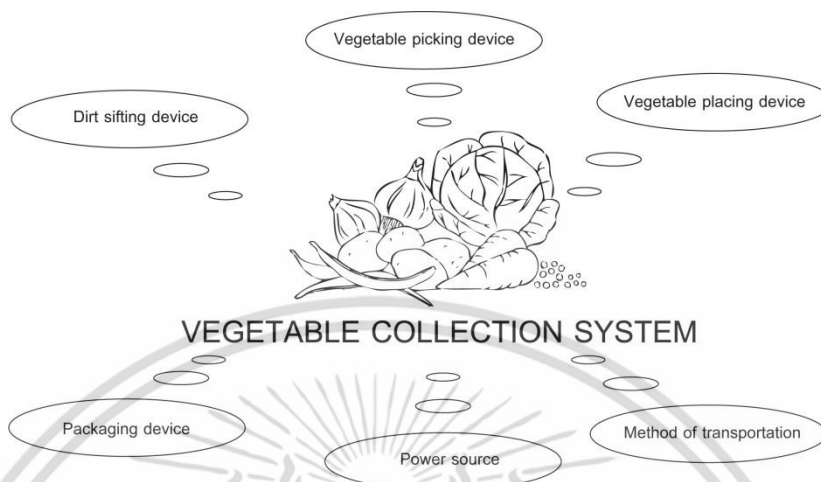 Vegetable picking device
Dirt sifting device
Vegetable placing device
VEGETABLE COLLECTION SYSTEM
Packaging device
Power source
Method of transportation